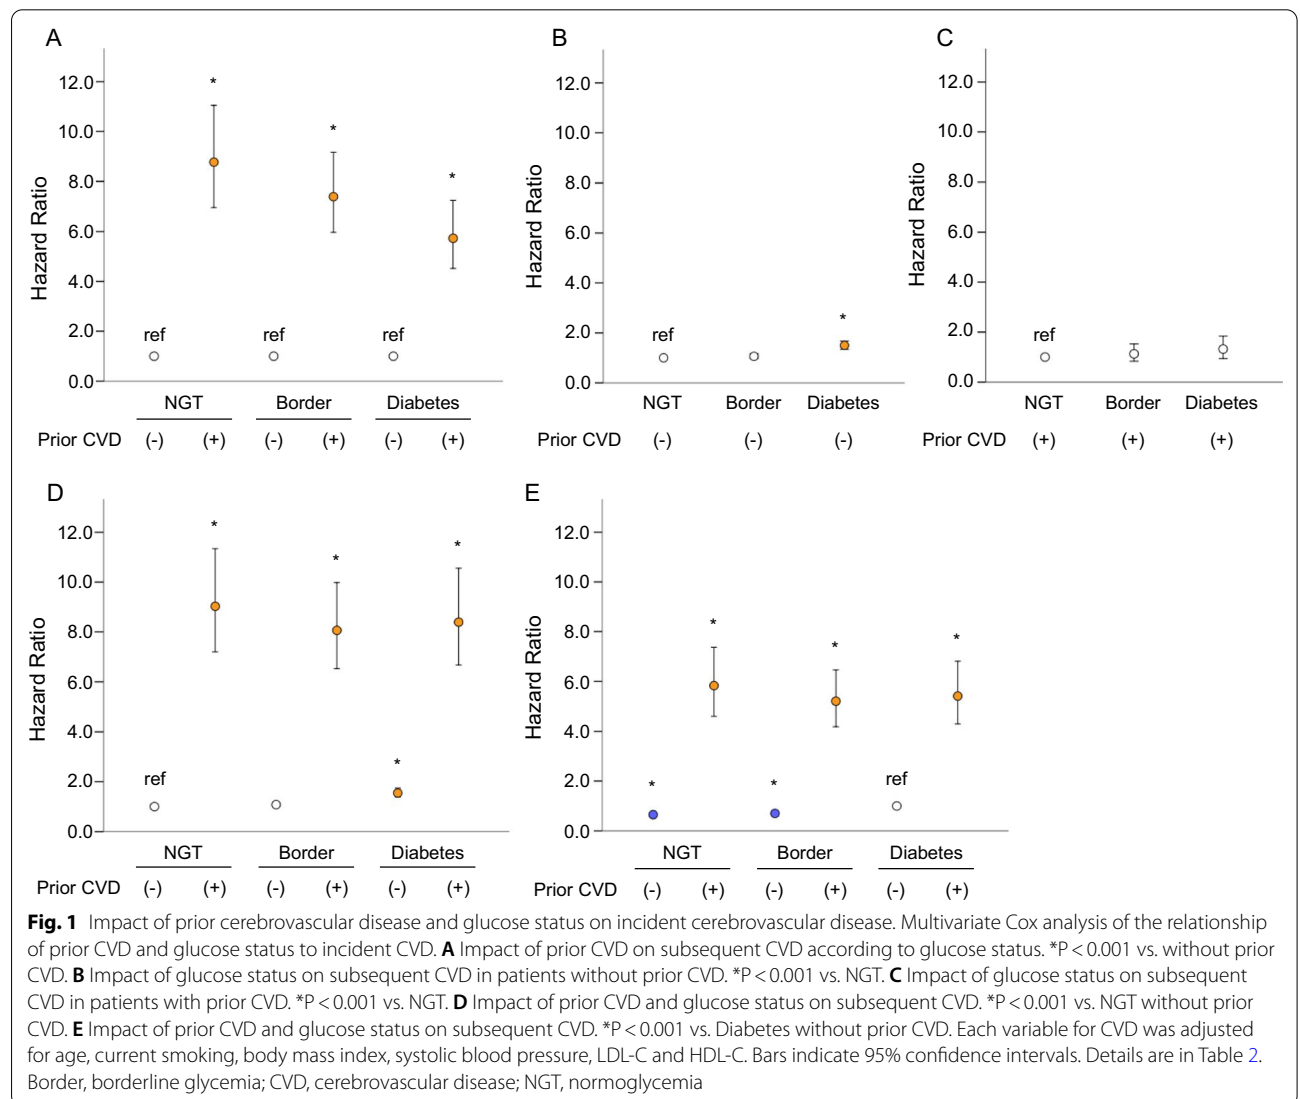 A
12.0
10.0
8.0
6.0
4.0
2.0
0.0
Hazard Ratio
*
*
*
ref
ref
ref
NGT
Border
Diabetes
Prior CVD (-) (+) (-) (+) (-) (+)
B
12.0
10.0
8.0
6.0
4.0
2.0
0.0
Hazard Ratio
ref
*
NGT Border Diabetes
Prior CVD (-) (-) (-)
C
12.0
10.0
8.0
6.0
4.0
2.0
0.0
Hazard Ratio
ref
NGT Border Diabetes
Prior CVD (+) (+) (+)
D
12.0
10.0
8.0
6.0
4.0
2.0
0.0
Hazard Ratio
*
*
*
ref
*
NGT Border Diabetes
Prior CVD (-) (+) (-) (+) (-) (+)
E
12.0
10.0
8.0
6.0
4.0
2.0
0.0
Hazard Ratio
*
*
*
*
*
ref
NGT Border Diabetes
Prior CVD (-) (+) (-) (+) (-) (+)
Fig. 1 Impact of prior cerebrovascular disease and glucose status on incident cerebrovascular disease. Multivariate Cox analysis of the relationship
of prior CVD and glucose status to incident CVD. A Impact of prior CVD on subsequent CVD according to glucose status. *P < 0.001 vs. without prior
CVD. B Impact of glucose status on subsequent CVD in patients without prior CVD. *P < 0.001 vs. NGT. C Impact of glucose status on subsequent
CVD in patients with prior CVD. *P < 0.001 vs. NGT. D Impact of prior CVD and glucose status on subsequent CVD. *P < 0.001 vs. NGT without prior
CVD. E Impact of prior CVD and glucose status on subsequent CVD. *P < 0.001 vs. Diabetes without prior CVD. Each variable for CVD was adjusted
for age, current smoking, body mass index, systolic blood pressure, LDL-C and HDL-C. Bars indicate 95% confidence intervals. Details are in Table 2.
Border, borderline glycemia; CVD, cerebrovascular disease; NGT, normoglycemia